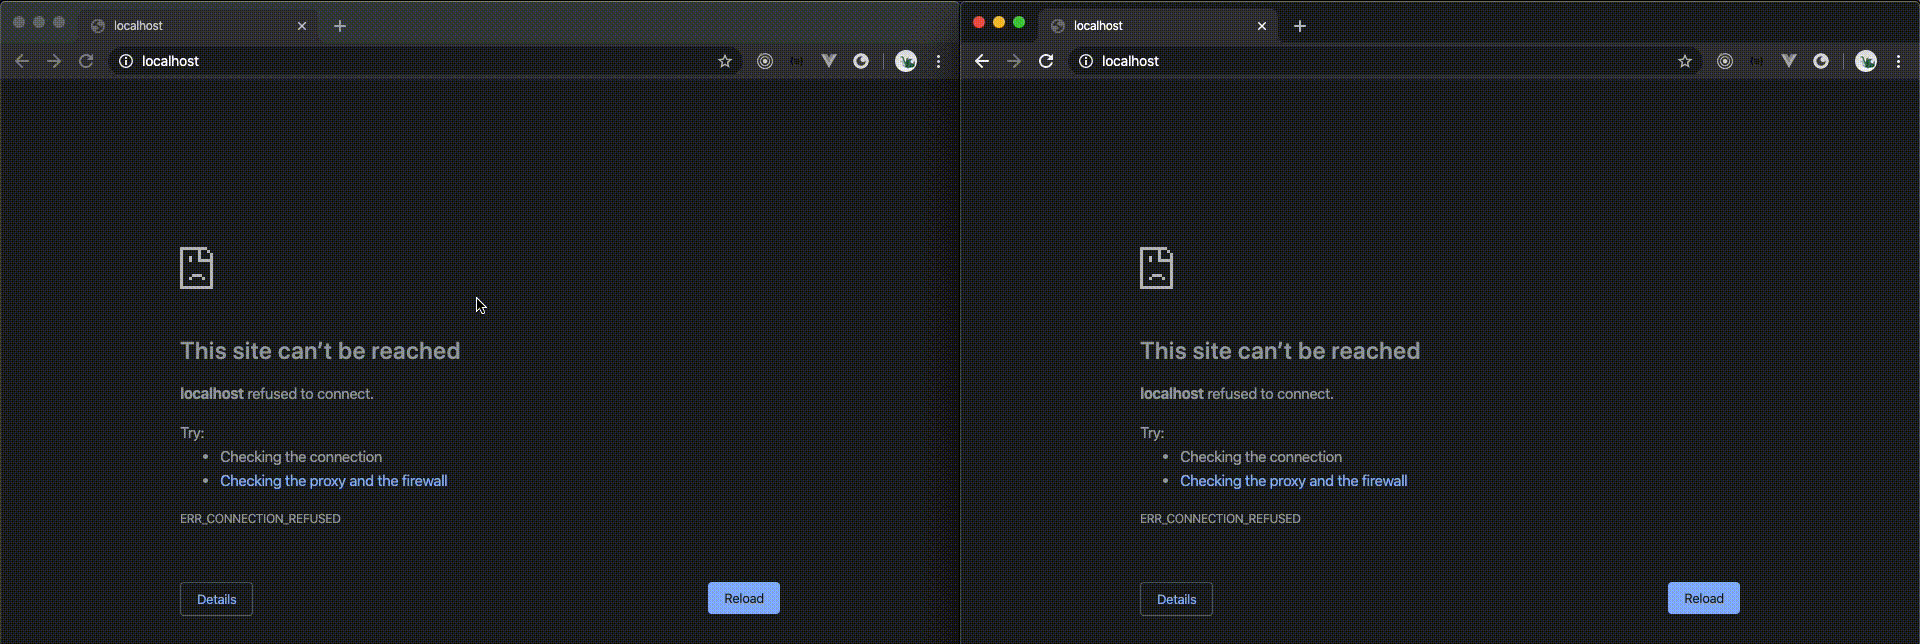 localhost
localhost
This site can’t be reached
localhost refused to connect.
Try:
• Checking the connection
• Checking the proxy and the firewall
ERR_CONNECTION_REFUSED
Details
Reload
localhost
localhost
This site can’t be reached
localhost refused to connect.
Try:
• Checking the connection
• Checking the proxy and the firewall
ERR_CONNECTION_REFUSED
Details
Reload